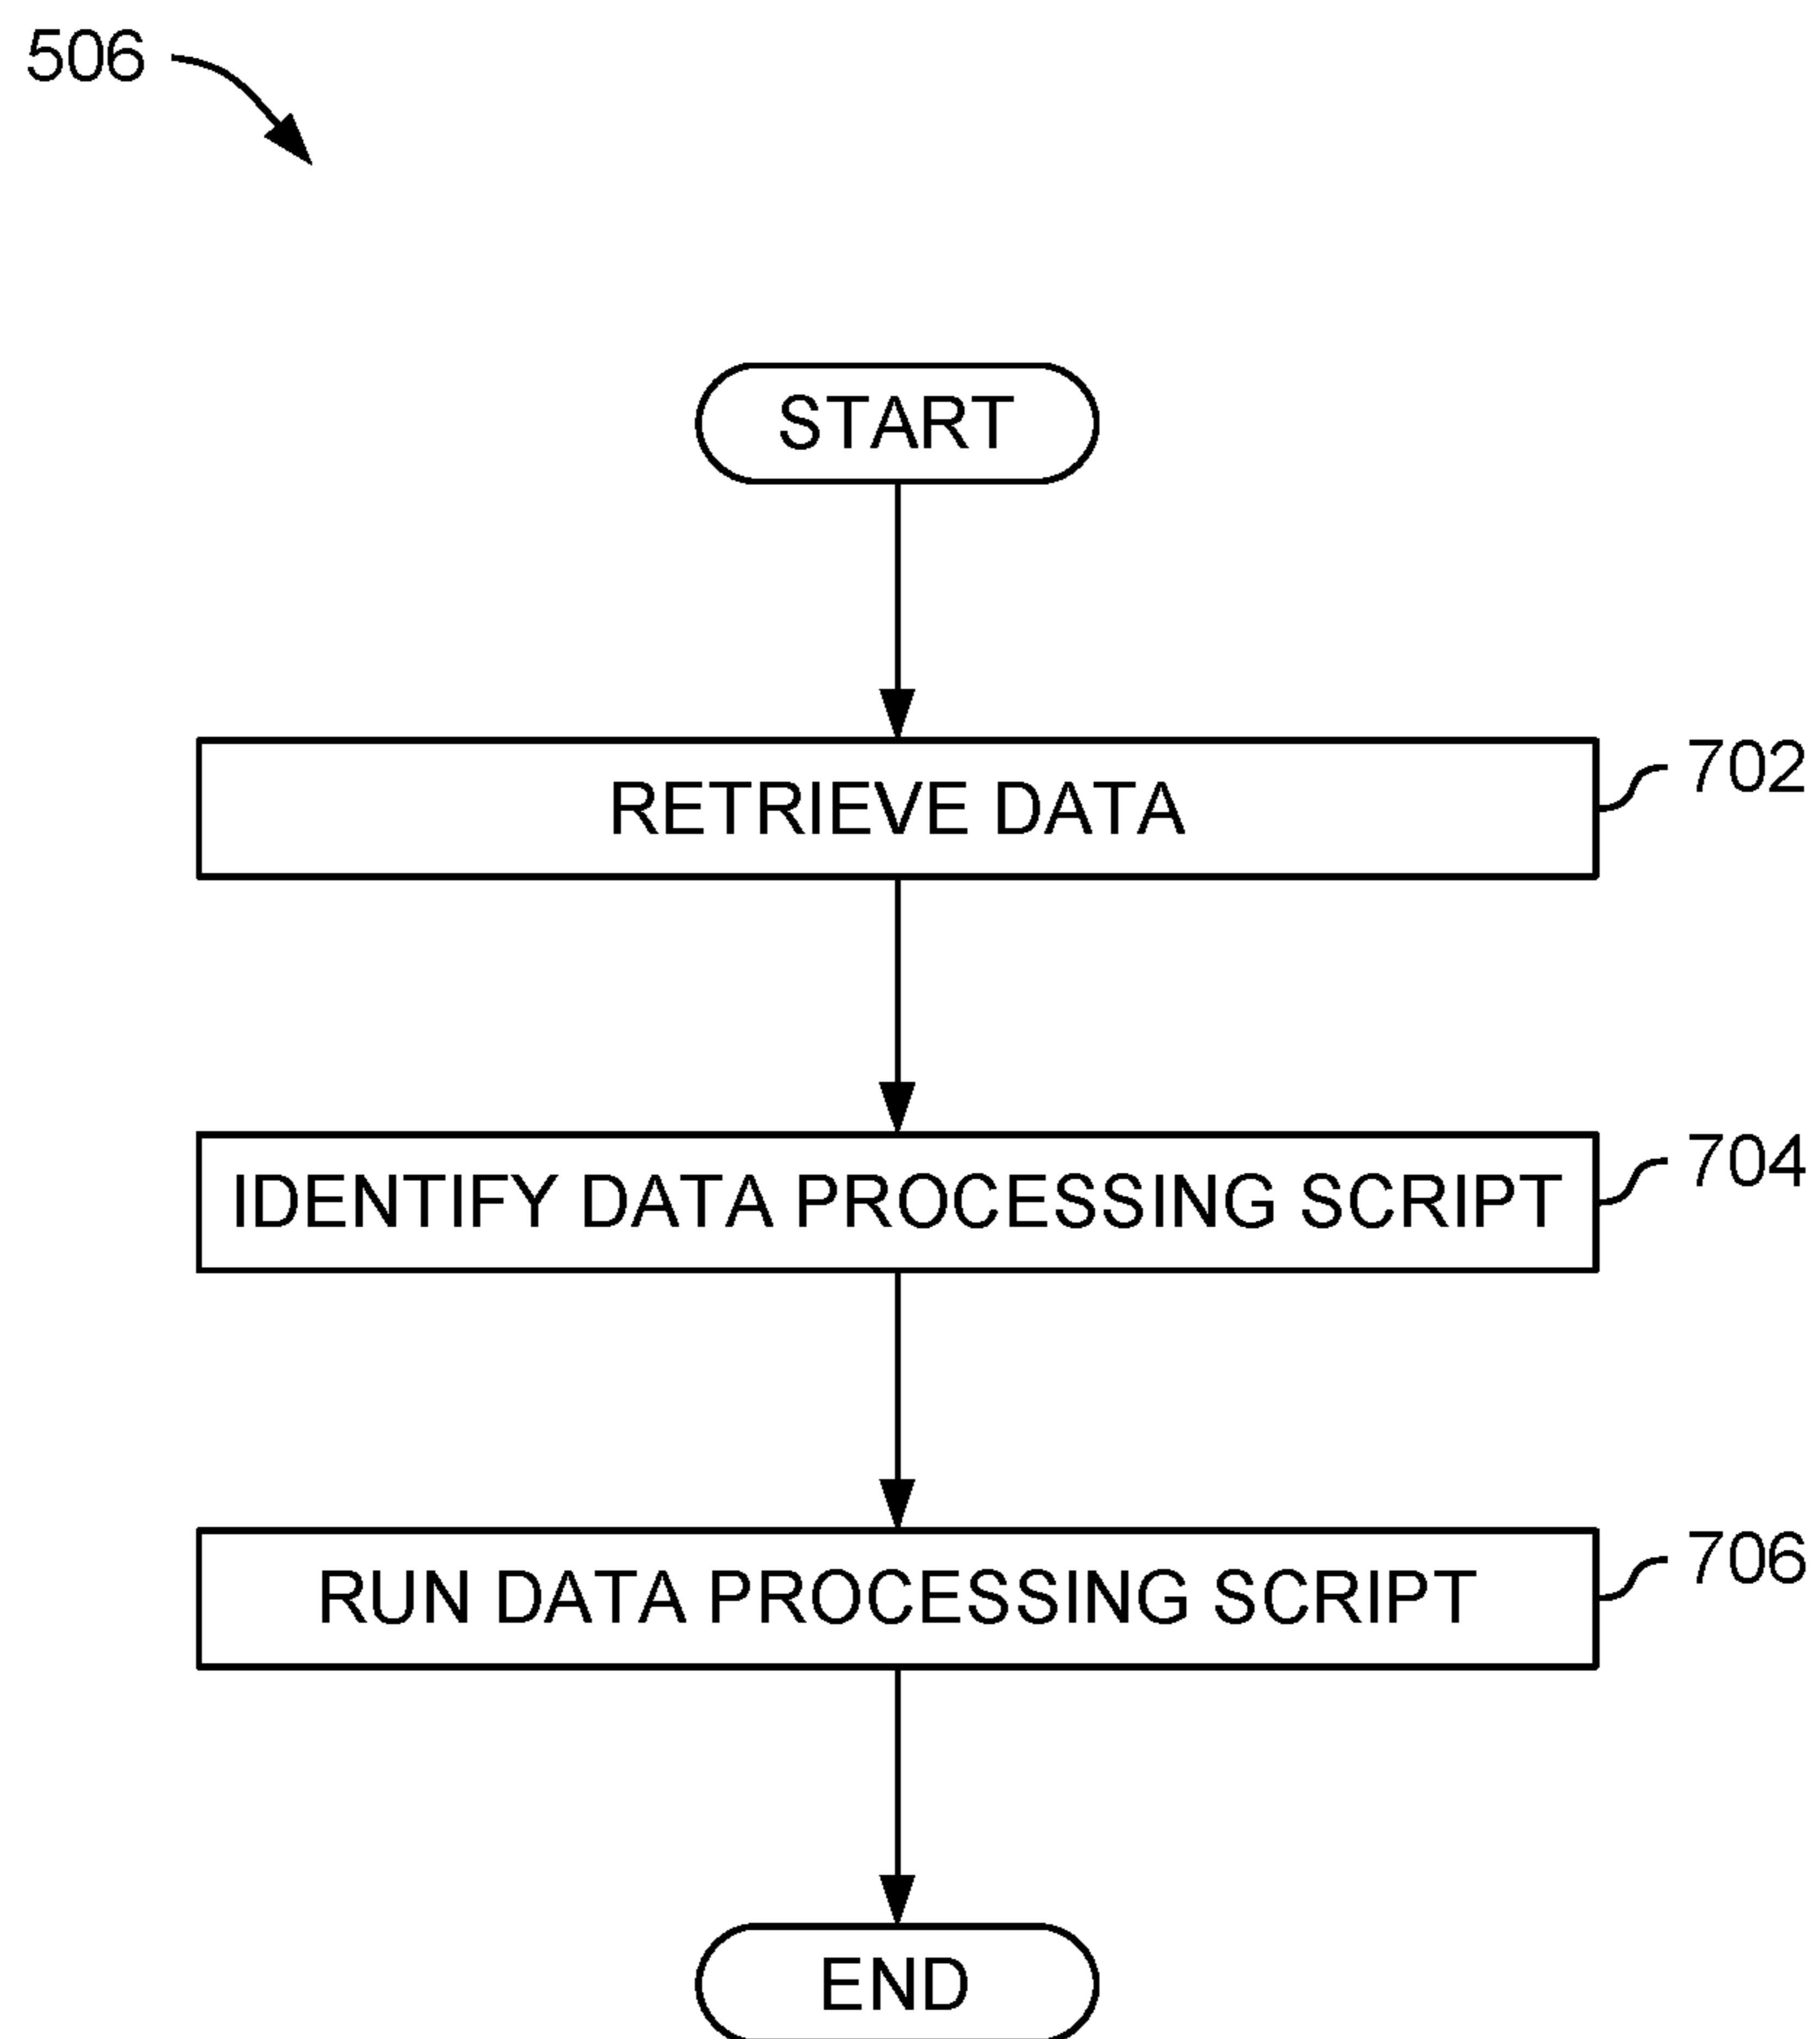 506
START
RETRIEVE DATA
702
IDENTIFY DATA PROCESSING SCRIPT
704
RUN DATA PROCESSING SCRIPT
706
END